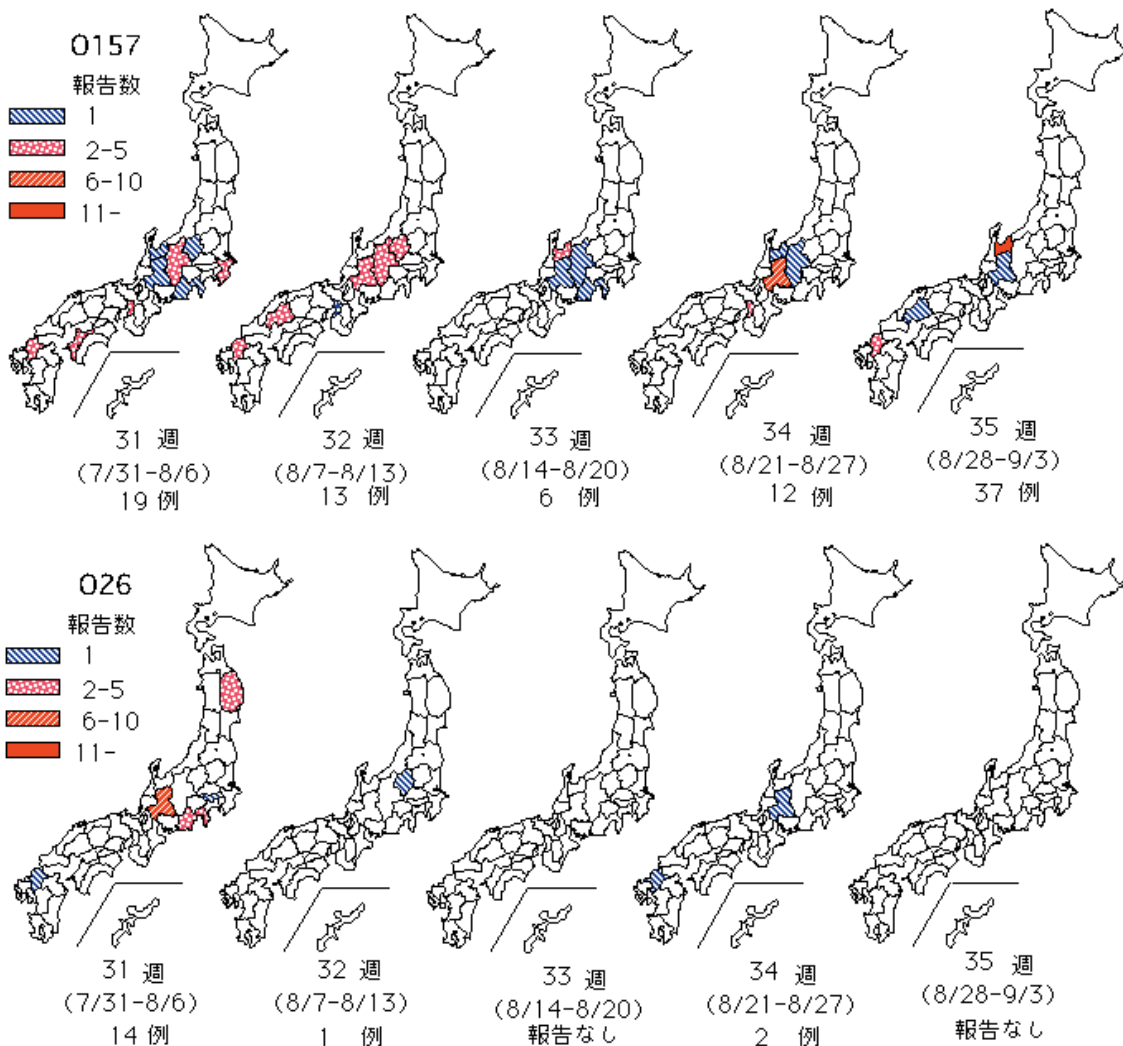 O157
報告数
1
2-5
6-10
11-
31 週
(7/31-8/6)
19 例
32 週
(8/7-8/13)
13 例
33 週
(8/14-8/20)
6 例
34 週
(8/21-8/27)
12 例
35 週
(8/28-9/3)
37 例
O26
報告数
1
2-5
6-10
11-
31 週
(7/31-8/6)
14 例
32 週
(8/7-8/13)
1 例
33 週
(8/14-8/20)
報告なし
34 週
(8/21-8/27)
2 例
35 週
(8/28-9/3)
報告なし